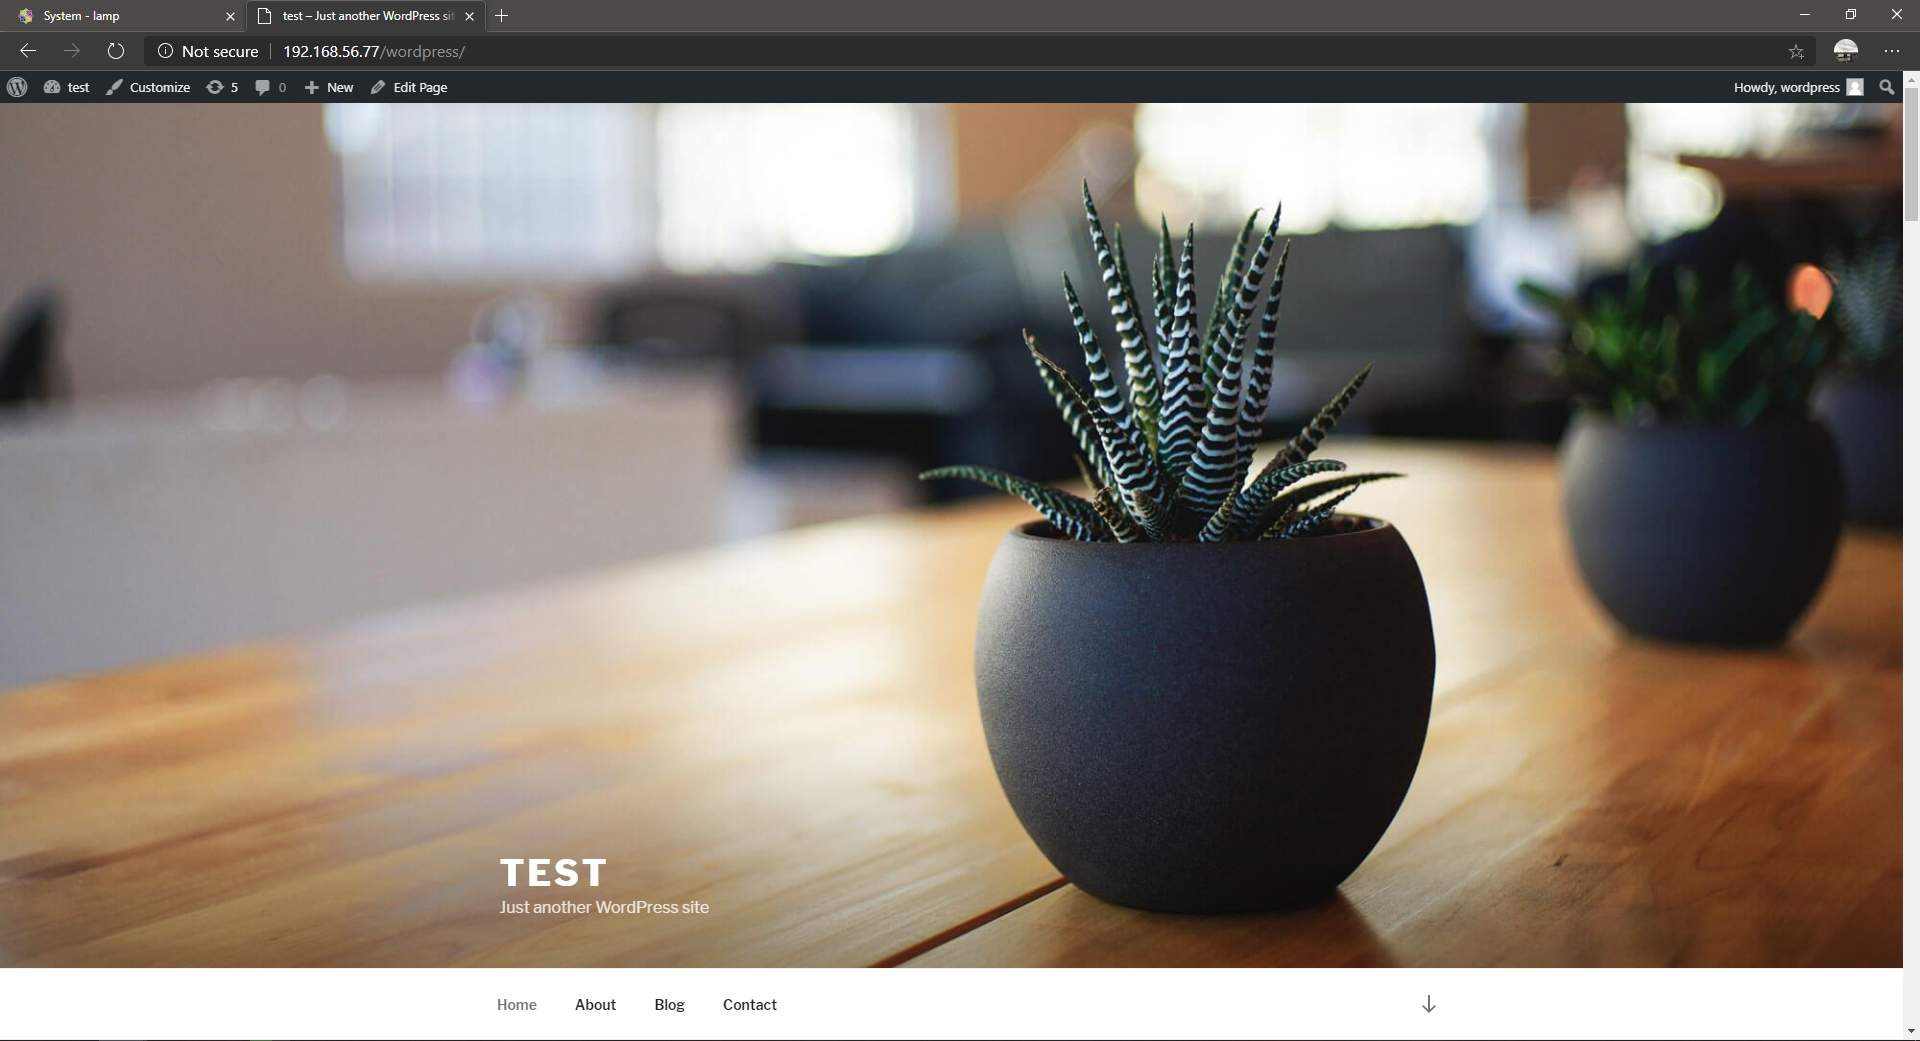 System - lamp
test – Just another WordPress sit
Not secure
192.168.56.77/wordpress/
test
Customize
5
0
New
Edit Page
Howdy, wordpress
TEST
Just another WordPress site
Home About Blog Contact